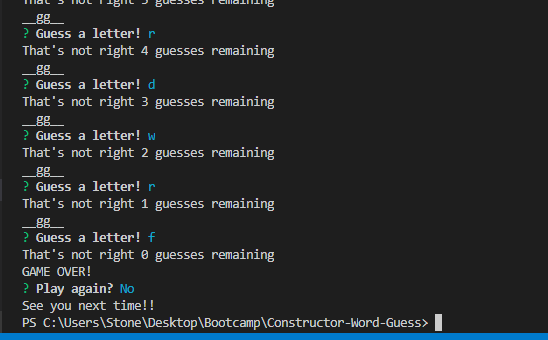 That's not right 5 guesses remaining
__gg__
? Guess a letter! r
That's not right 4 guesses remaining
__gg__
? Guess a letter! d
That's not right 3 guesses remaining
__gg__
? Guess a letter! w
That's not right 2 guesses remaining
__gg__
? Guess a letter! r
That's not right 1 guesses remaining
__gg__
? Guess a letter! f
That's not right 0 guesses remaining
GAME OVER!
? Play again? No
See you next time!!
PS C:\Users\Stone\Desktop\Bootcamp\Constructor-Word-Guess>